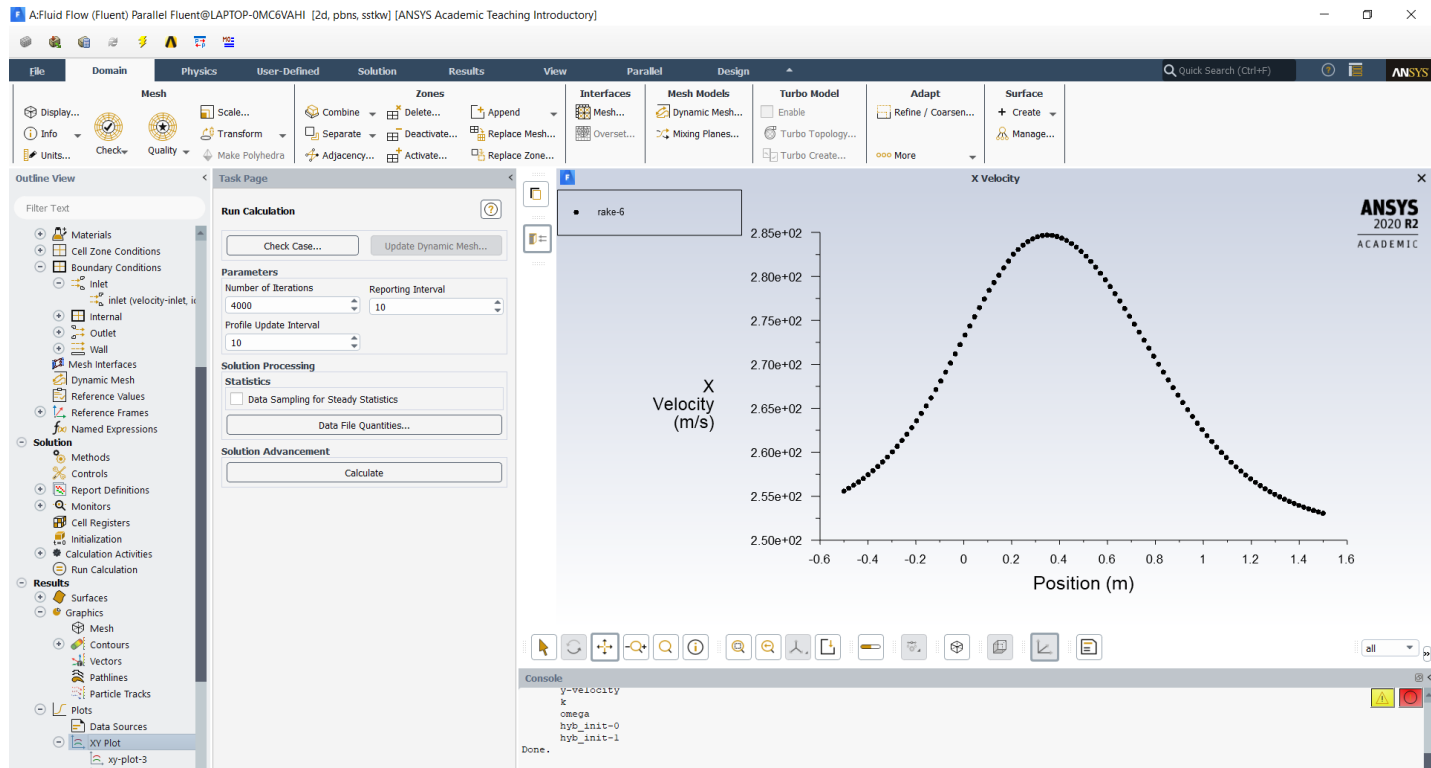 A:Fluid Flow (Fluent) Parallel Fluent@LAPTOP-0MC6VAHI [2d, pbns, sstkw] [ANSYS Academic Teaching Introductory]
File Domain Physics User-Defined Solution Results View Parallel Design Quick Search (Ctrl+F) ANSYS
Mesh Zones Interfaces Mesh Models Turbo Model Adapt Surface
Display... Scale... Combine Delete... Append Mesh... Dynamic Mesh... Enable Refine / Coarsen... + Create
Info Transform Separate Deactivate... Replace Mesh... Overset... Mixing Planes... Turbo Topology... Manage...
Units... Check Quality Make Polyhedra Adjacency... Activate... Replace Zone... Turbo Create... More
Outline View
Filter Text
Materials
Cell Zone Conditions
Boundary Conditions
Inlet
inlet (velocity-inlet, i
Internal
Outlet
Wall
Mesh Interfaces
Dynamic Mesh
Reference Values
Reference Frames
Named Expressions
Solution
Methods
Controls
Report Definitions
Monitors
Cell Registers
Initialization
Calculation Activities
Run Calculation
Results
Surfaces
Graphics
Mesh
Contours
Vectors
Pathlines
Particle Tracks
Plots
Data Sources
XY Plot
xy-plot-3
Task Page
Run Calculation
Check Case... Update Dynamic Mesh...
Parameters
Number of Iterations Reporting Interval
4000 10
Profile Update Interval
10
Solution Processing
Statistics
Data Sampling for Steady Statistics
Data File Quantities...
Solution Advancement
Calculate
X Velocity
rake-6
ANSYS
2020 R2
ACADEMIC
2.85e+02
2.80e+02
2.75e+02
2.70e+02
2.65e+02
2.60e+02
2.55e+02
2.50e+02
X
Velocity
(m/s)
-0.6 -0.4 -0.2 0 0.2 0.4 0.6 0.8 1 1.2 1.4 1.6
Position (m)
all
Console
y-velocity
k
omega
hyb_init-0
hyb_init-1
Done.